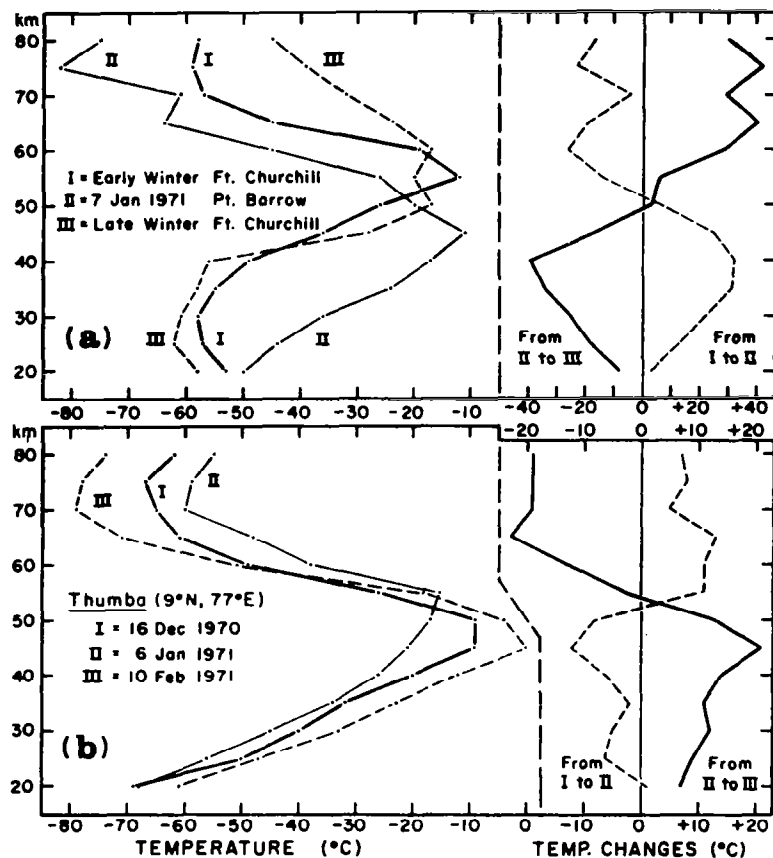 km
80
70
60
50
40
30
20
II
I
III
I = Early Winter Ft. Churchill
II = 7 Jan 1971 Pt. Barrow
III = Late Winter Ft. Churchill
(a)
III
I
II
From
II to III
From
I to II
-80 -70 -60 -50 -40 -30 -20 -10
-40 -20 0 +20 +40
km
80
70
60
50
40
30
20
-20 -10 0 +10 +20
III
I
II
Thumba (9°N, 77°E)
I = 16 Dec 1970
II = 6 Jan 1971
III = 10 Feb 1971
(b)
From
I to II
From
II to III
-80 -70 -60 -50 -40 -30 -20 -10 0 -10 0 +10 +20
TEMPERATURE (°C) TEMP. CHANGES (°C)